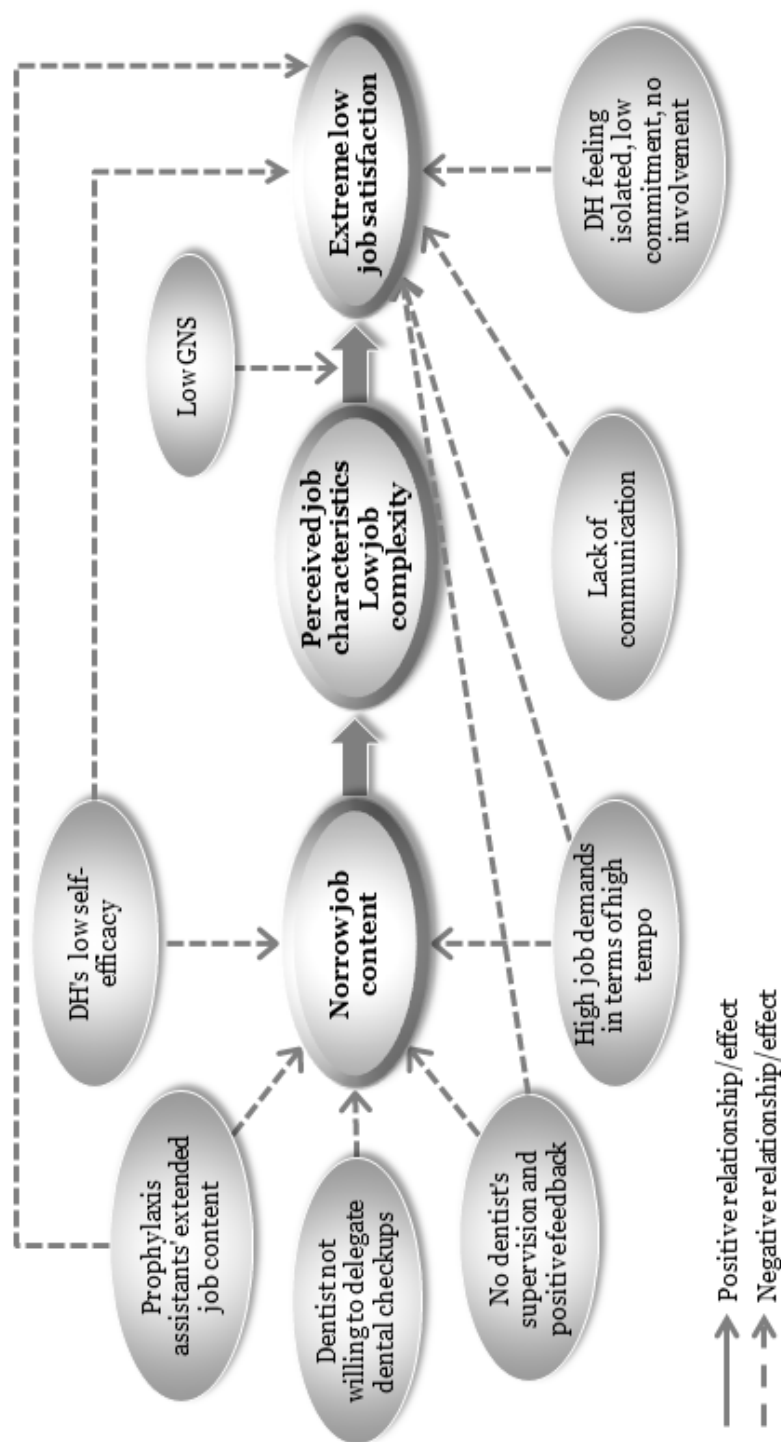 Prophylaxis
assistants' extended
job content
DH's low self-
efficacy
Low GNS
Dentist not
willing to delegate
dental checkups
Norrow job
content
Perceived job
characteristics
Low job
complexity
Extreme low
job satisfaction
No dentist's
supervision and
positive feedback
High job demands
in terms of high
tempo
Lack of
communication
DH feeling
isolated, low
commitment, no
involvement
Positive relationship/effect
Negative relationship/effect